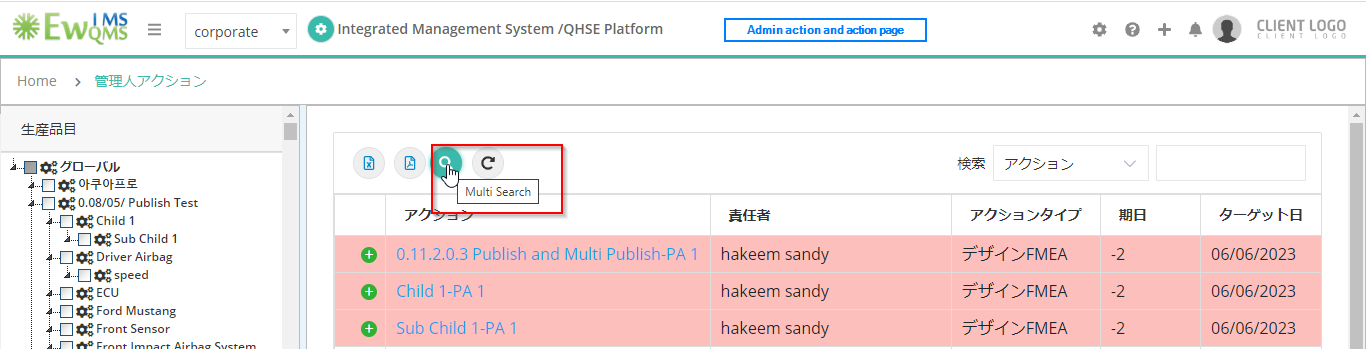 EwIMS QMS
corporate
Integrated Management System /QHSE Platform
Admin action and action page
CLIENT LOGO
CLIENT LOGO
Home > 管理人アクション
生産品目
グローバル
아쿠아프로
0.08/05/ Publish Test
Child 1
Sub Child 1
Driver Airbag
speed
ECU
Ford Mustang
Front Sensor
Front Impact Airbag System
検索 アクション
Multi Search
アクション 責任者 アクションタイプ 期日 ターゲット日
0.11.2.0.3 Publish and Multi Publish-PA 1 hakeem sandy デザインFMEA -2 06/06/2023
Child 1-PA 1 hakeem sandy デザインFMEA -2 06/06/2023
Sub Child 1-PA 1 hakeem sandy デザインFMEA -2 06/06/2023